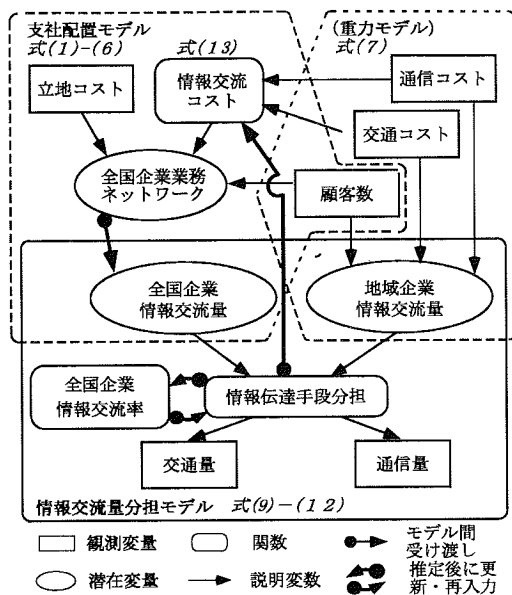 支社配置モデル
式(1)-(6)
式(13)
(重力モデル)
式(7)
立地コスト
情報交流
コスト
通信コスト
交通コスト
全国企業業務
ネットワーク
顧客数
全国企業
情報交流量
地域企業
情報交流量
全国企業
情報交流率
情報伝達手段分担
交通量
通信量
情報交流量分担モデル 式(9)-(12)
観測変量
関数
モデル間
受け渡し
潜在変量
説明変数
推定後に更
新・再入力